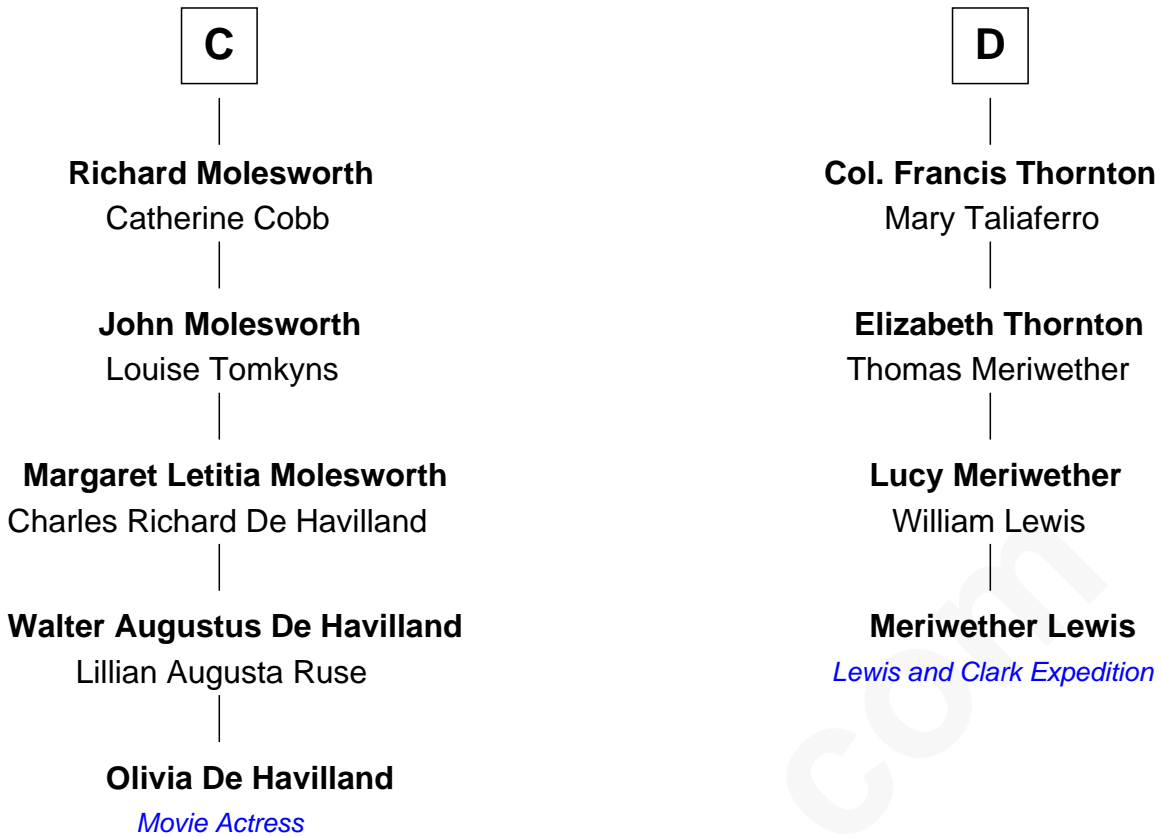 C
Richard Molesworth
Catherine Cobb
John Molesworth
Louise Tomkyns
Margaret Letitia Molesworth
Charles Richard De Havilland
Walter Augustus De Havilland
Lillian Augusta Ruse
Olivia De Havilland
Movie Actress
D
Col. Francis Thornton
Mary Taliaferro
Elizabeth Thornton
Thomas Meriwether
Lucy Meriwether
William Lewis
Meriwether Lewis
Lewis and Clark Expedition
com